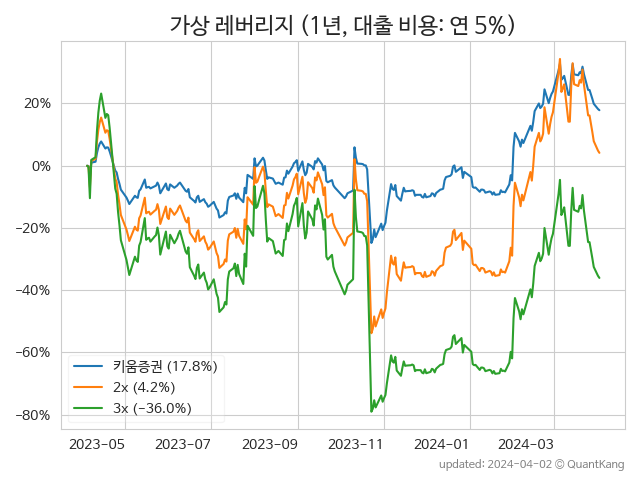 가상 레버리지 (1년, 대출 비용: 연 5%)
20%
0%
−20%
−40%
−60%
−80%
키움증권 (17.8%)
2x (4.2%)
3x (−36.0%)
2023-05
2023-07
2023-09
2023-11
2024-01
2024-03
updated: 2024-04-02 © QuantKang